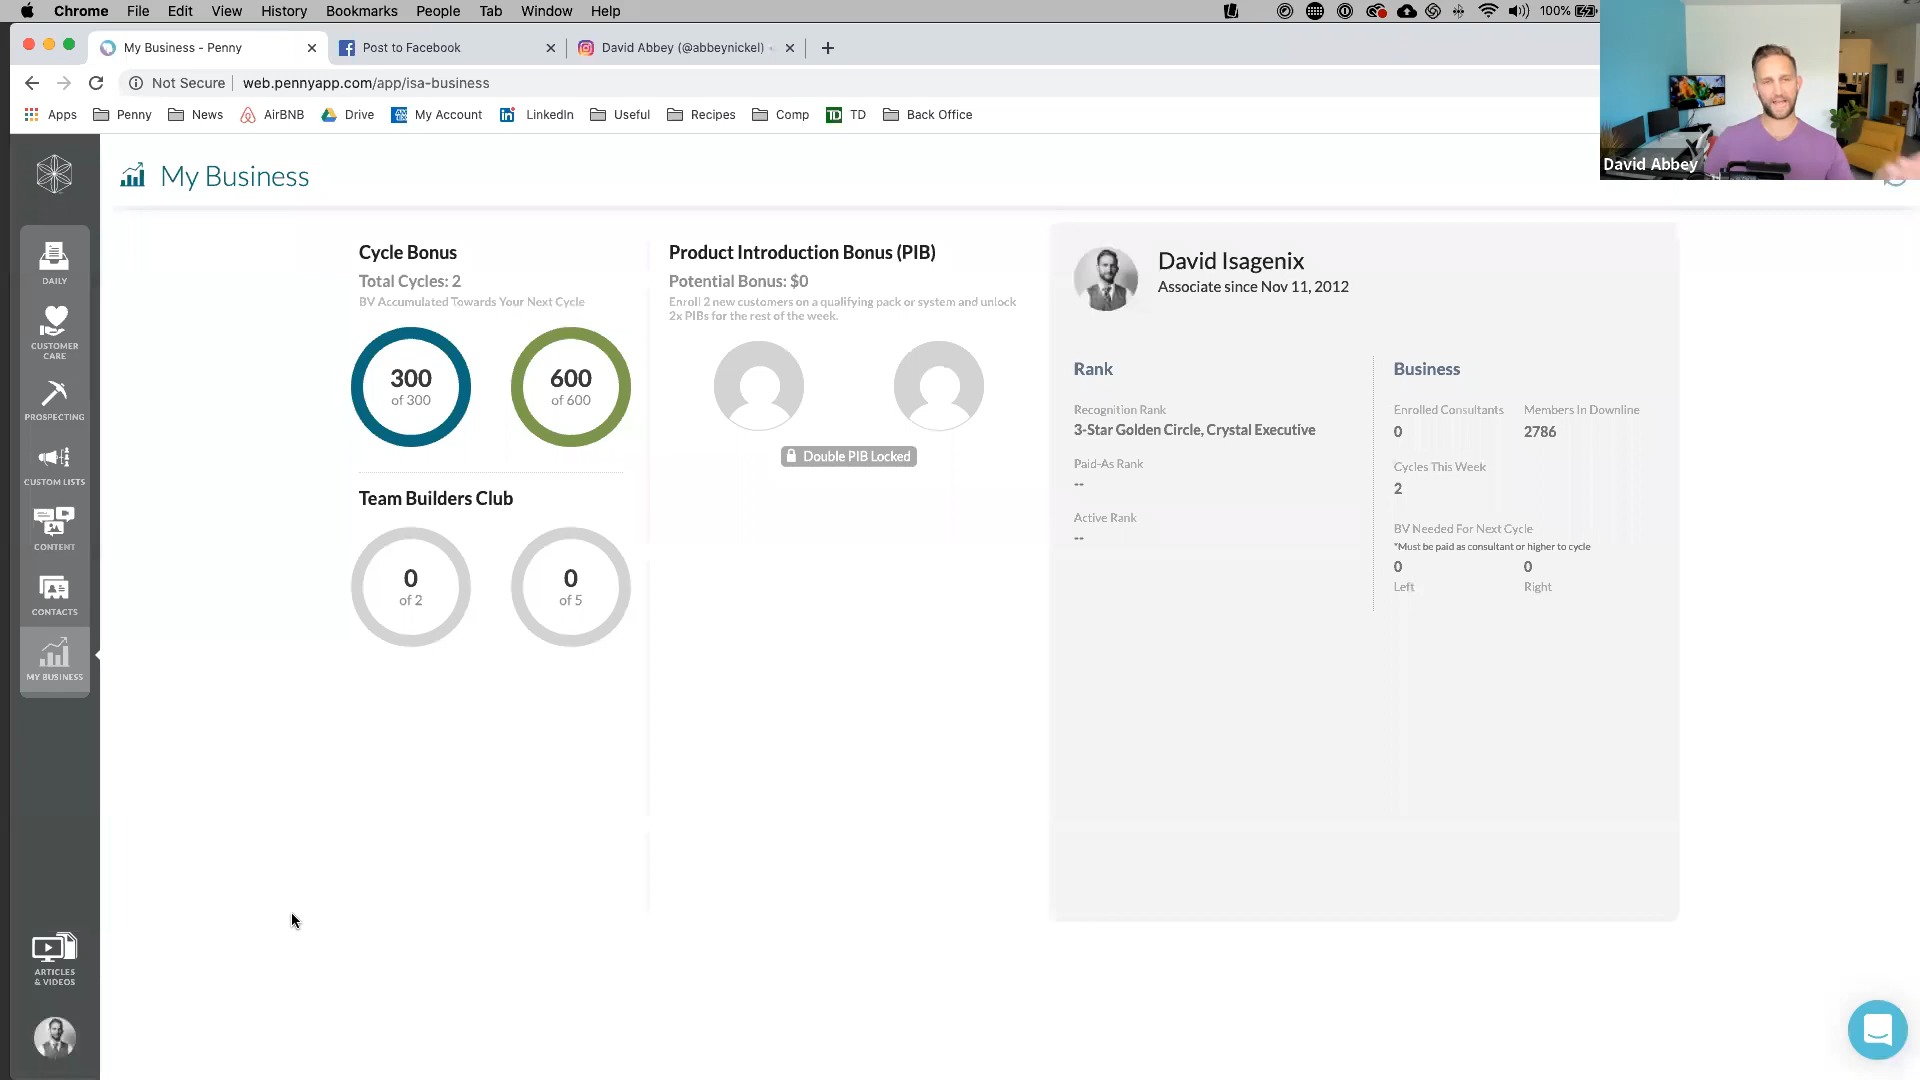 Chrome File Edit View History Bookmarks People Tab Window Help
100%
My Business - Penny
Post to Facebook
David Abbey (@abbeynickel)
Not Secure web.pennyapp.com/app/isa-business
Apps Penny News AirBNB Drive My Account LinkedIn Useful Recipes Comp TD Back Office
David Abbey
My Business
DAILY
CUSTOMER
CARE
PROSPECTING
CUSTOM LISTS
CONTENT
CONTACTS
MY BUSINESS
ARTICLES
& VIDEOS
Cycle Bonus
Total Cycles: 2
BV Accumulated Towards Your Next Cycle
300
of 300
600
of 600
Team Builders Club
0
of 2
0
of 5
Product Introduction Bonus (PIB)
Potential Bonus: $0
Enroll 2 new customers on a qualifying pack or system and unlock
2x PIBs for the rest of the week.
Double PIB Locked
David Isagenix
Associate since Nov 11, 2012
Rank
Recognition Rank
3-Star Golden Circle, Crystal Executive
Paid-As Rank
--
Active Rank
--
Business
Enrolled Consultants
0
Members In Downline
2786
Cycles This Week
2
BV Needed For Next Cycle
*Must be paid as consultant or higher to cycle
0
Left
0
Right